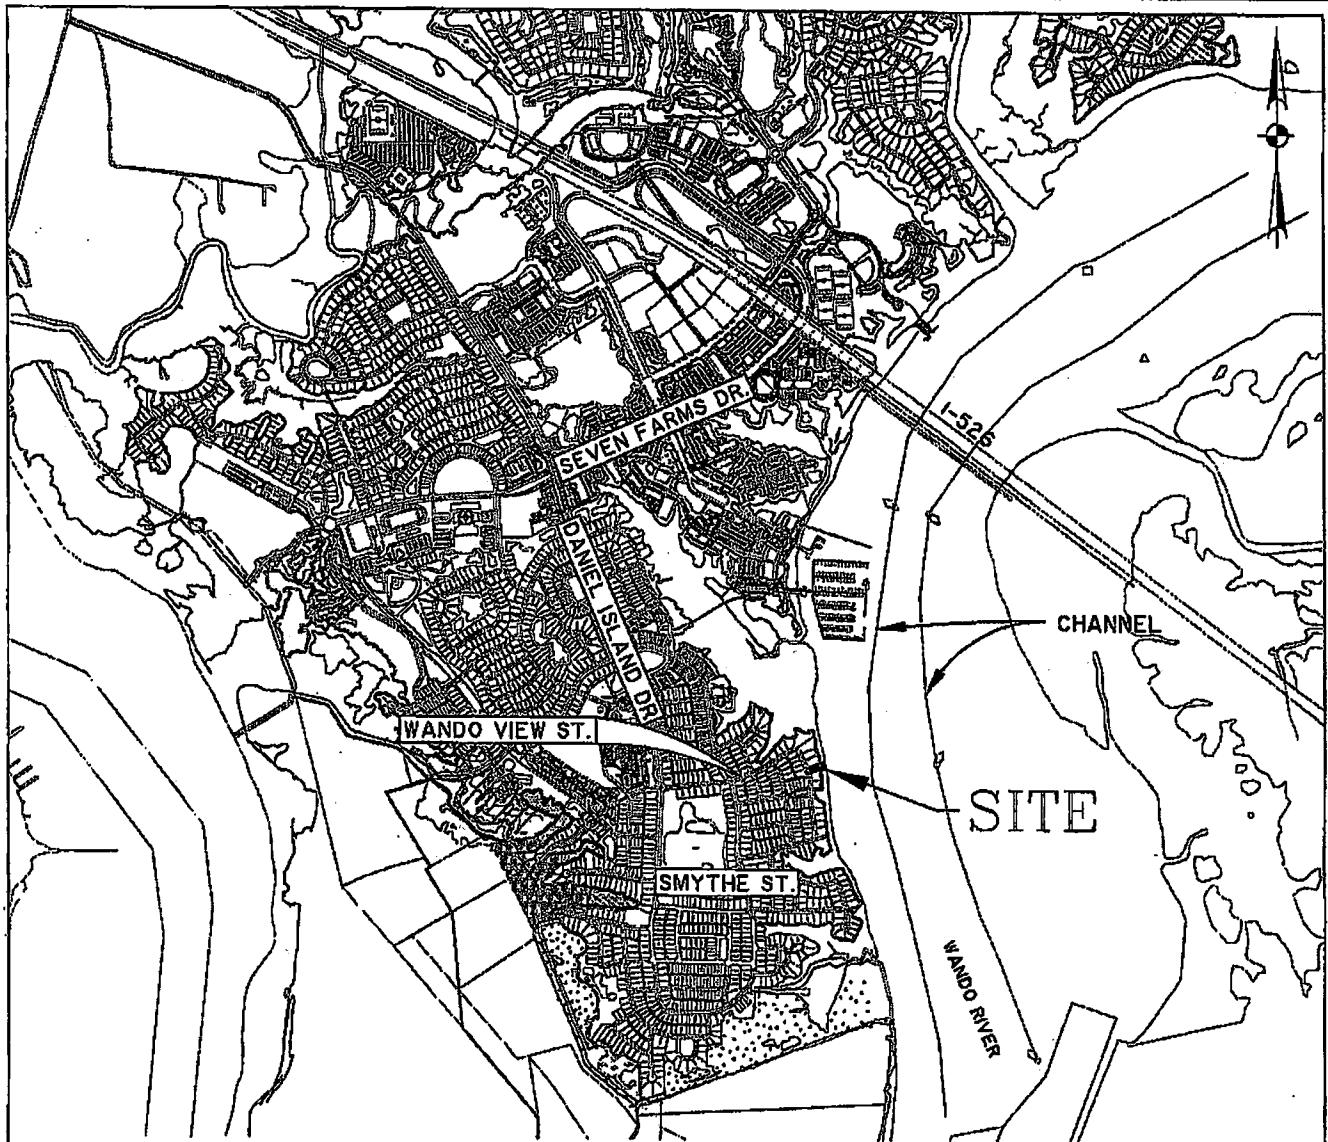 SEVEN FARMS DR.
I-526
DANIEL ISLAND DR.
CHANNEL
WANDO VIEW ST.
SITE
SMYTHE ST.
WANDO RIVER